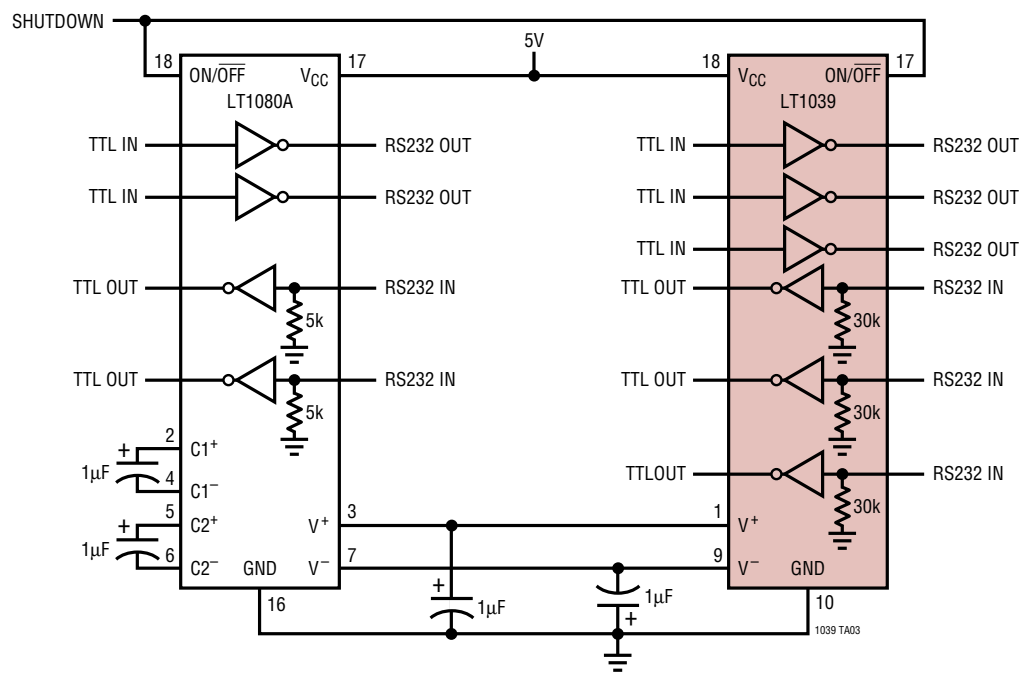 SHUTDOWN
5V
18 ON/OFF VCC 17
18 VCC ON/OFF 17
LT1080A
LT1039
TTL IN RS232 OUT
TTL IN RS232 OUT
TTL IN RS232 OUT
TTL IN RS232 OUT
TTL IN RS232 OUT
TTL OUT RS232 IN
TTL OUT RS232 IN
5k
30k
TTL OUT RS232 IN
TTL OUT RS232 IN
5k
30k
2 C1+
+
1µF
4 C1−
TTLOUT RS232 IN
30k
5 C2+
+
1µF
6 C2−
V+ 3
1 V+
V− 7
9 V−
GND
GND
16
10
+
1µF
1µF
+
1039 TA03